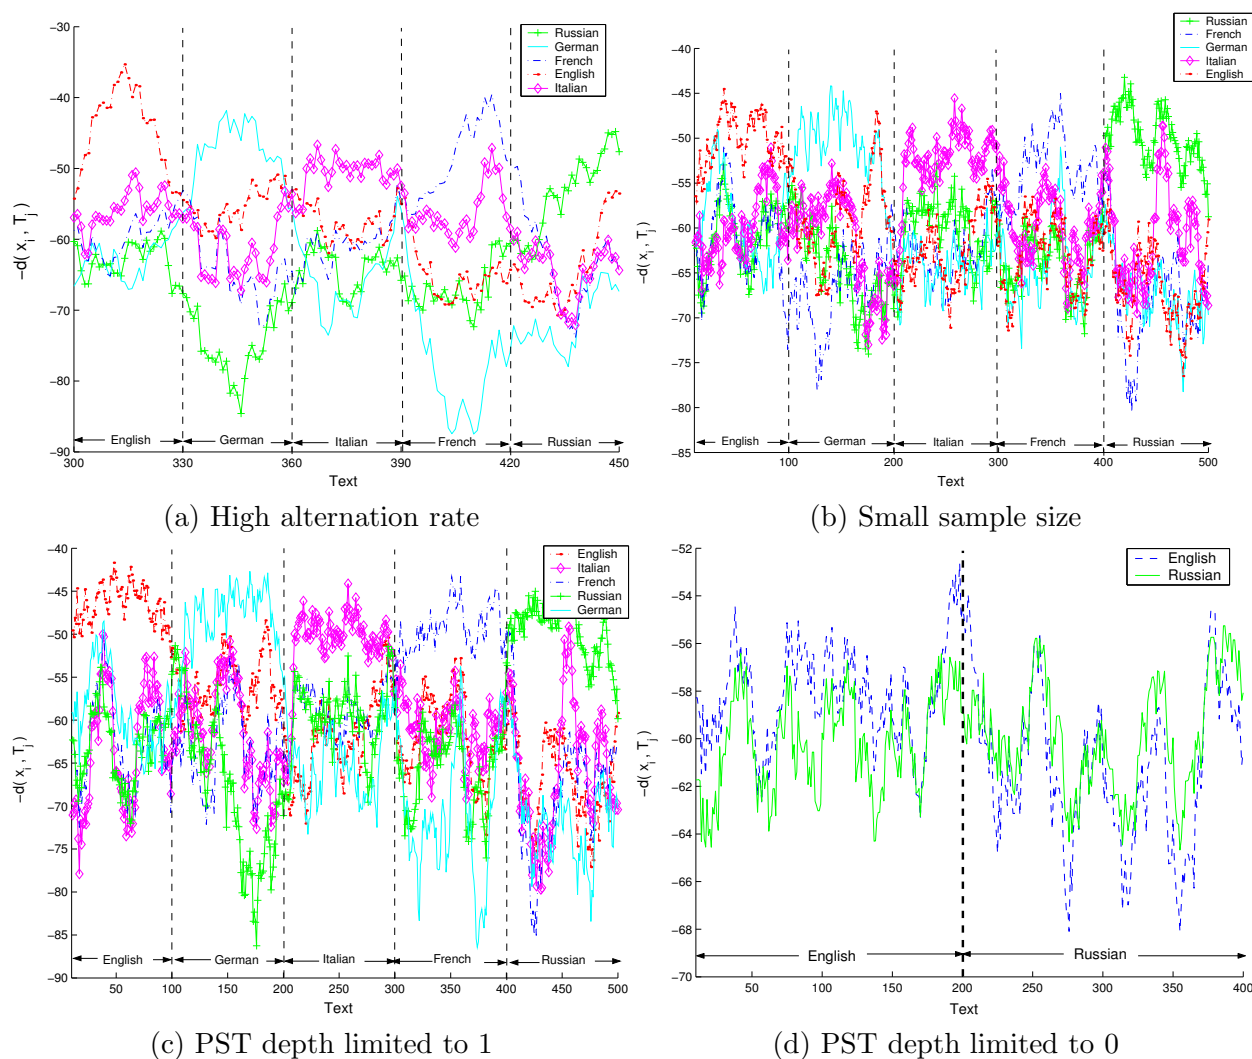 −30
−40
−50
−60
−70
−80
−90
−d( x_i , T_j )
Russian
German
French
English
Italian
English German Italian French Russian
300 330 360 390 420 450
Text
(a) High alternation rate
−40
−45
−50
−55
−60
−65
−70
−75
−80
−85
−d( x_i , T_j )
Russian
French
German
Italian
English
English German Italian French Russian
100 200 300 400 500
Text
(b) Small sample size
−40
−45
−50
−55
−60
−65
−70
−75
−80
−85
−90
−d( x_i , T_j )
English
Italian
French
Russian
German
English German Italian French Russian
50 100 150 200 250 300 350 400 450 500
Text
(c) PST depth limited to 1
−52
−54
−56
−58
−60
−62
−64
−66
−68
−70
−d( x_i , T_j )
English
Russian
English Russian
50 100 150 200 250 300 350 400
Text
(d) PST depth limited to 0